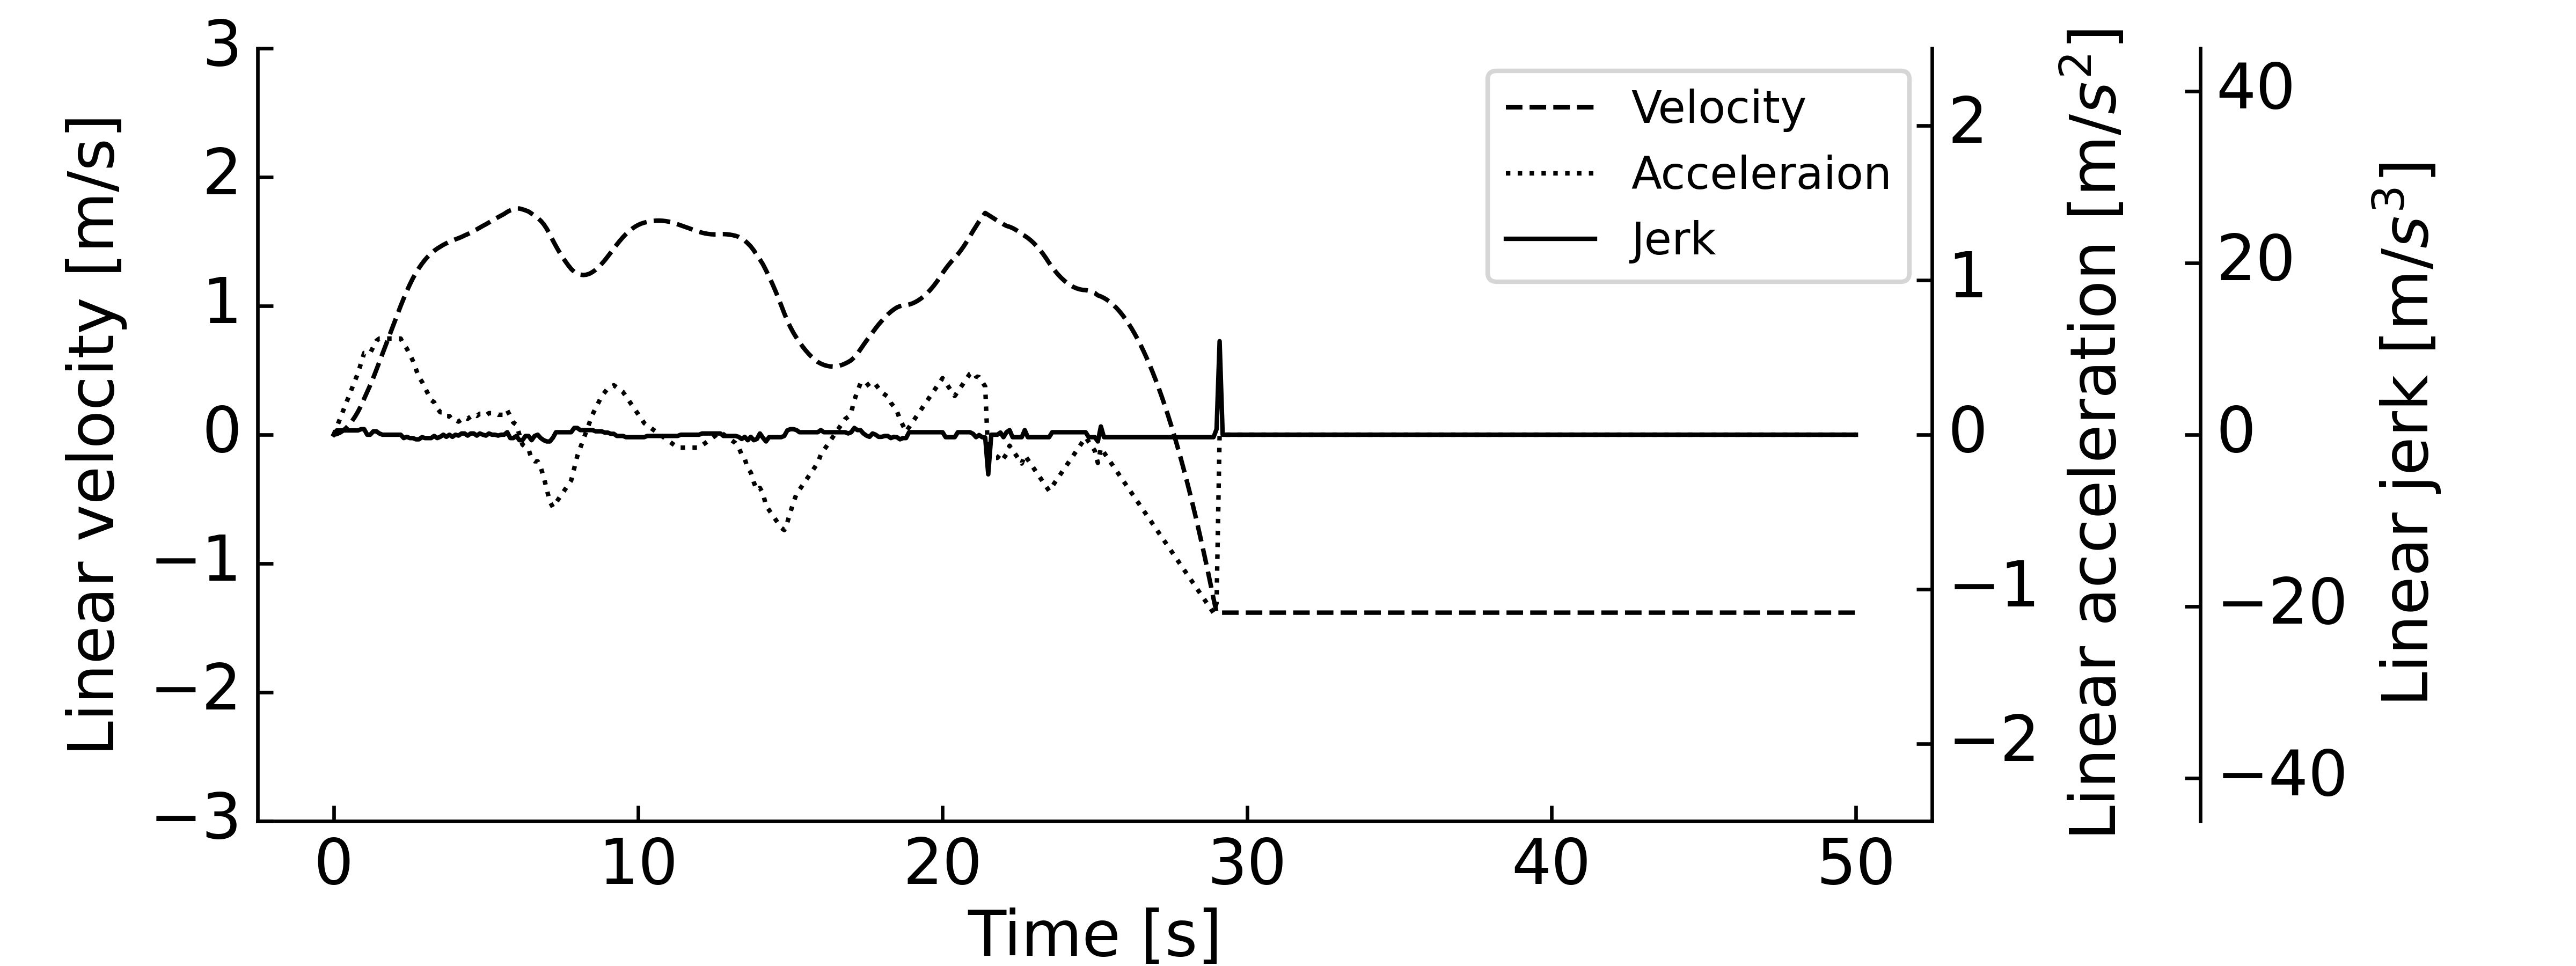 3
2
1
0
−1
−2
−3
Linear velocity [m/s]
0 10 20 30 40 50
Time [s]
Velocity
Acceleraion
Jerk
2
1
0
−1
−2
Linear acceleration [m/s²]
40
20
0
−20
−40
Linear jerk [m/s³]